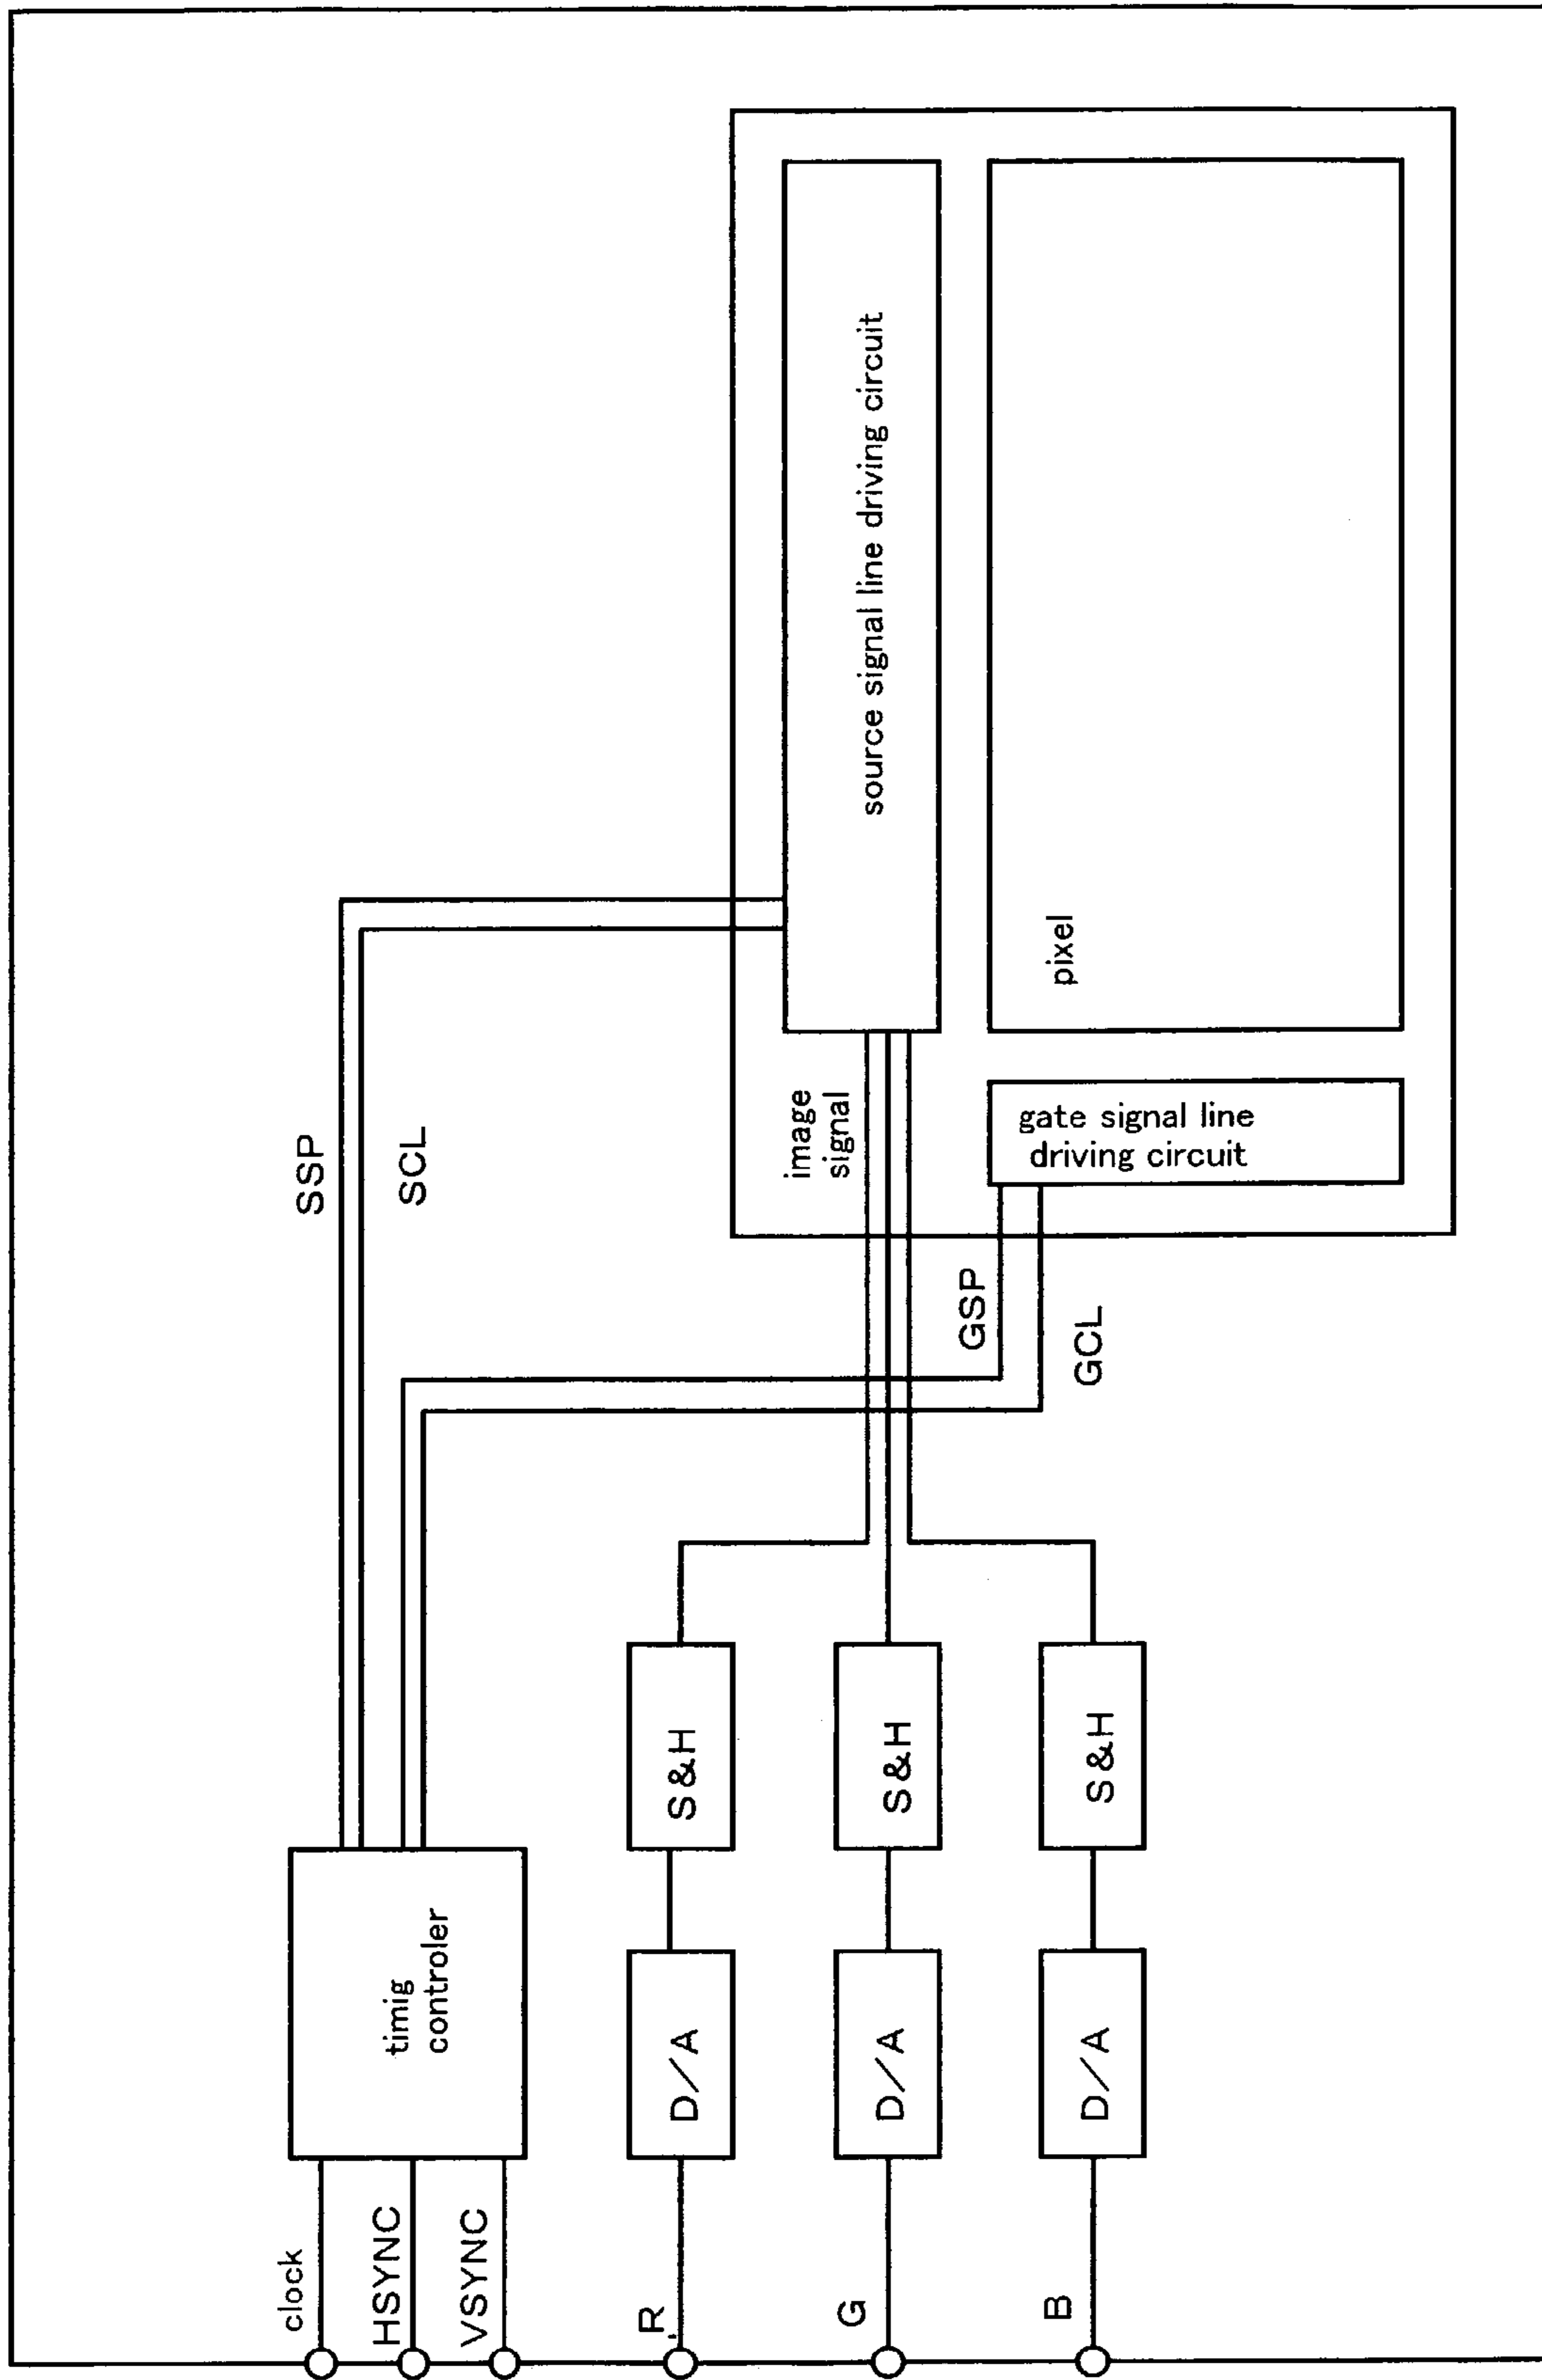 clock
HSYNC
VSYNC
R
G
B
timig
controler
D/A
D/A
D/A
S&H
S&H
S&H
SSP
SCL
GSP
GCL
image
signal
source signal line driving circuit
gate signal line
driving circuit
pixel